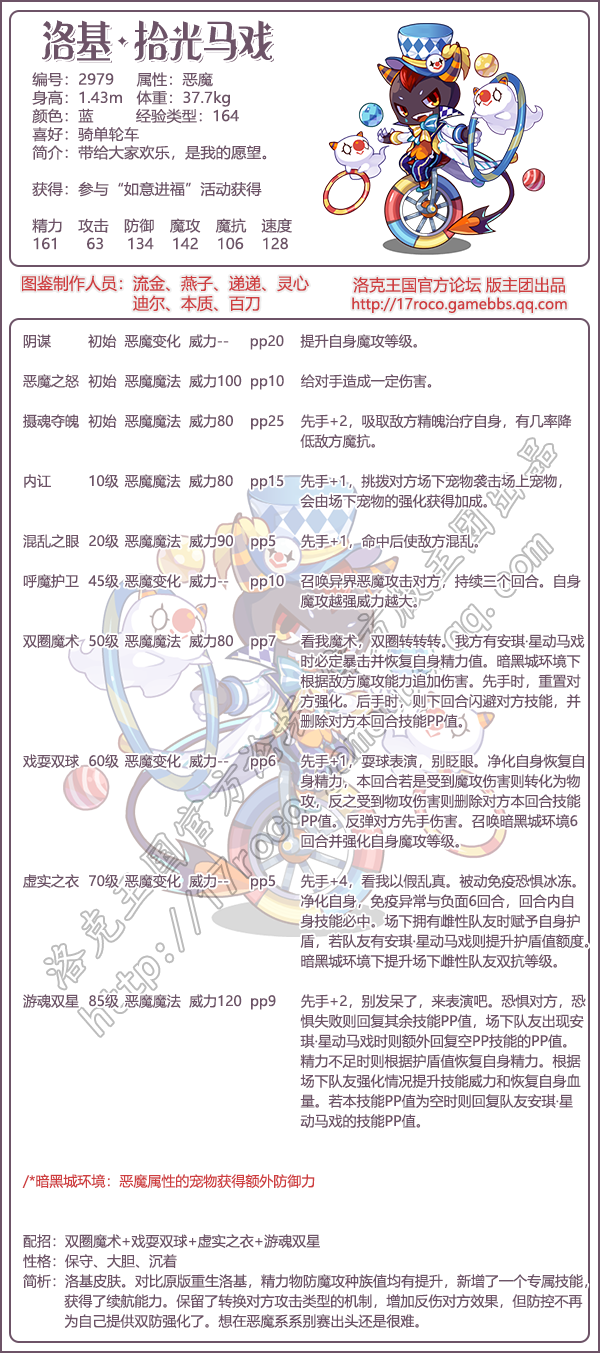 洛基·拾光马戏
编号：2979 属性：恶魔
身高：1.43m 体重：37.7kg
颜色：蓝 经验类型：164
喜好：骑单轮车
简介：带给大家欢乐，是我的愿望。
获得：参与“如意进福”活动获得
精力 攻击 防御 魔攻 魔抗 速度
161 63 134 142 106 128
图鉴制作人员：流金、燕子、递递、灵心
迪尔、本质、百刀
洛克王国官方论坛 版主团出品
http://17roco.gamebbs.qq.com
阴谋 初始 恶魔变化 威力-- pp20 提升自身魔攻等级。
恶魔之怒 初始 恶魔魔法 威力100 pp10 给对手造成一定伤害。
摄魂夺魄 初始 恶魔魔法 威力80 pp25 先手+2，吸取敌方精魄治疗自身，有几率降
低敌方魔抗。
内讧 10级 恶魔魔法 威力80 pp15 先手+1，挑拨对方场下宠物袭击场上宠物，
会由场下宠物的强化获得加成。
混乱之眼 20级 恶魔魔法 威力90 pp5 先手+1，命中后使敌方混乱。
呼魔护卫 45级 恶魔变化 威力-- pp10 召唤异界恶魔攻击对方，持续三个回合。自身
魔攻越强威力越大。
双圈魔术 50级 恶魔魔法 威力80 pp7 看我魔术，双圈转转转。我方有安琪·星动马戏
时必定暴击并恢复自身精力值。暗黑城环境下
根据敌方魔攻能力追加伤害。先手时，重置对
方强化。后手时，则下回合闪避对方技能，并
删除对方本回合技能PP值。
戏耍双球 60级 恶魔变化 威力-- pp6 先手+1，耍球表演，别眨眼。净化自身恢复自
身精力，本回合若是受到魔攻伤害则转化为物
攻，反之受到物攻伤害则删除对方本回合技能
PP值。反弹对方先手伤害。召唤暗黑城环境6
回合并强化自身魔攻等级。
虚实之衣 70级 恶魔变化 威力-- pp5 先手+4，看我以假乱真。被动免疫恐惧冰冻。
净化自身，免疫异常与负面6回合，回合内自
身技能必中。场下拥有雌性队友时赋予自身护
盾，若队友有安琪·星动马戏则提升护盾值额度。
暗黑城环境下提升场下雌性队友双抗等级。
游魂双星 85级 恶魔魔法 威力120 pp9 先手+2，别发呆了，来表演吧。恐惧对方，恐
惧失败则回复其余技能PP值，场下队友出现安
琪·星动马戏时则额外回复空PP技能的PP值。
精力不足时则根据护盾值恢复自身精力。根据
场下队友强化情况提升技能威力和恢复自身血
量。若本技能PP值为空时则回复队友安琪·星
动马戏的技能PP值。
/*暗黑城环境：恶魔属性的宠物获得额外防御力
配招：双圈魔术+戏耍双球+虚实之衣+游魂双星
性格：保守、大胆、沉着
简析：洛基皮肤。对比原版重生洛基，精力物防魔攻种族值均有提升，新增了一个专属技能，
获得了续航能力。保留了转换对方攻击类型的机制，增加反伤对方效果，但防控不再
为自己提供双防强化了。想在恶魔系系别赛出头还是很难。
洛克王国官方论坛版主团出品
http://17roco.gamebbs.qq.com